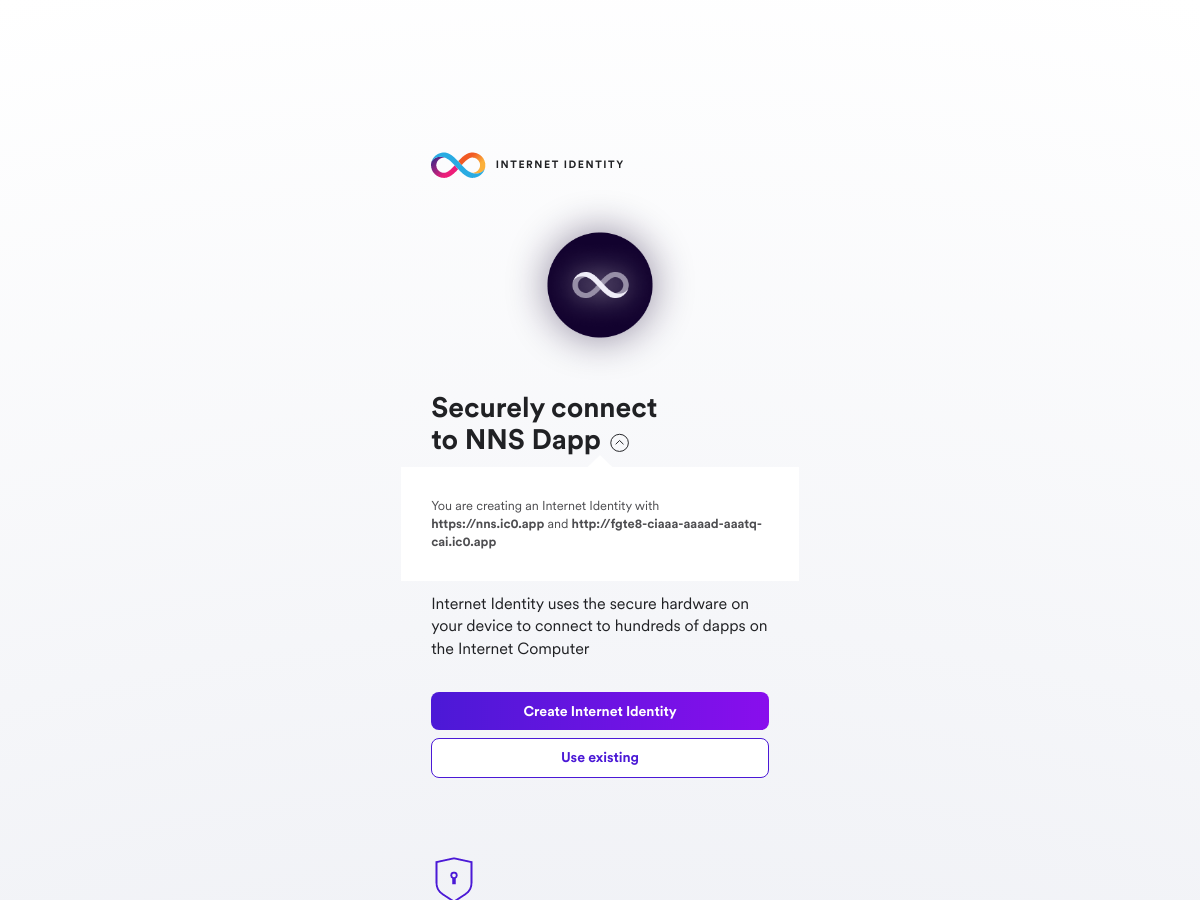 INTERNET IDENTITY
Securely connect
to NNS Dapp
You are creating an Internet Identity with
https://nns.ic0.app and http://fgte8-ciaaa-aaaad-aaatq-
cai.ic0.app
Internet Identity uses the secure hardware on
your device to connect to hundreds of dapps on
the Internet Computer
Create Internet Identity
Use existing